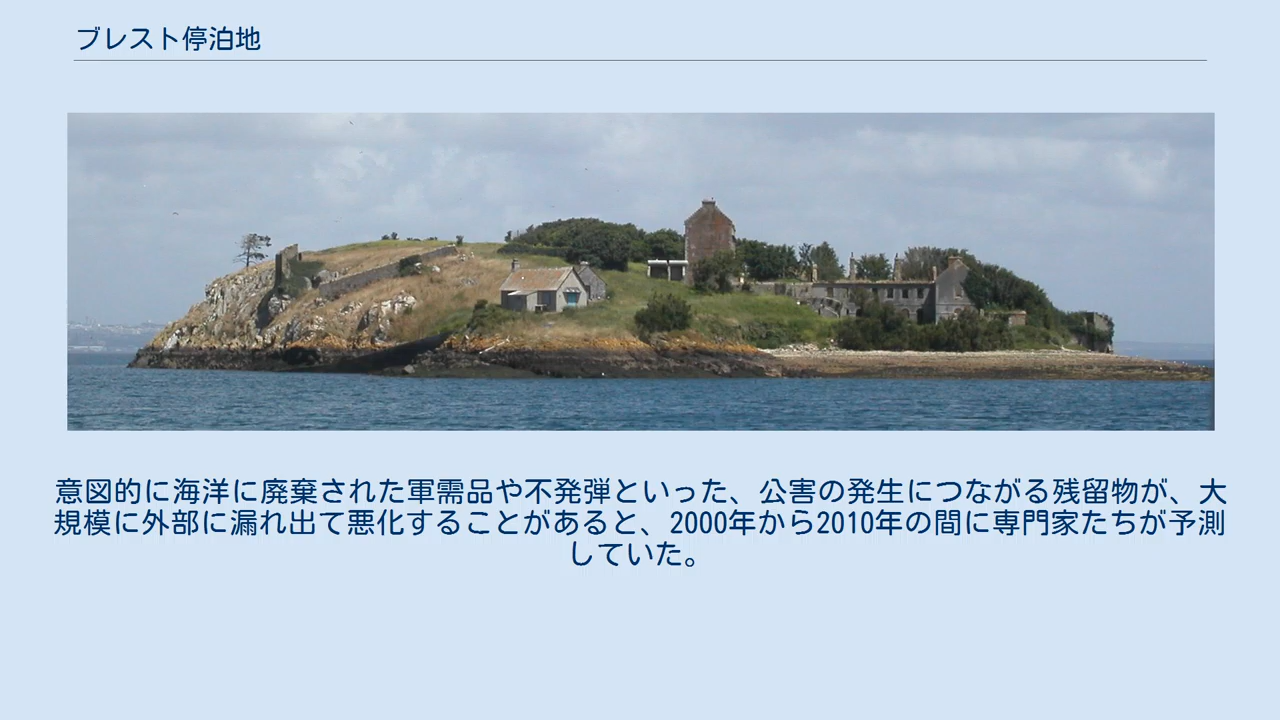 ブレスト停泊地
意図的に海洋に廃棄された軍需品や不発弾といった、公害の発生につながる残留物が、大
規模に外部に漏れ出て悪化することがあると、2000年から2010年の間に専門家たちが予測
していた。